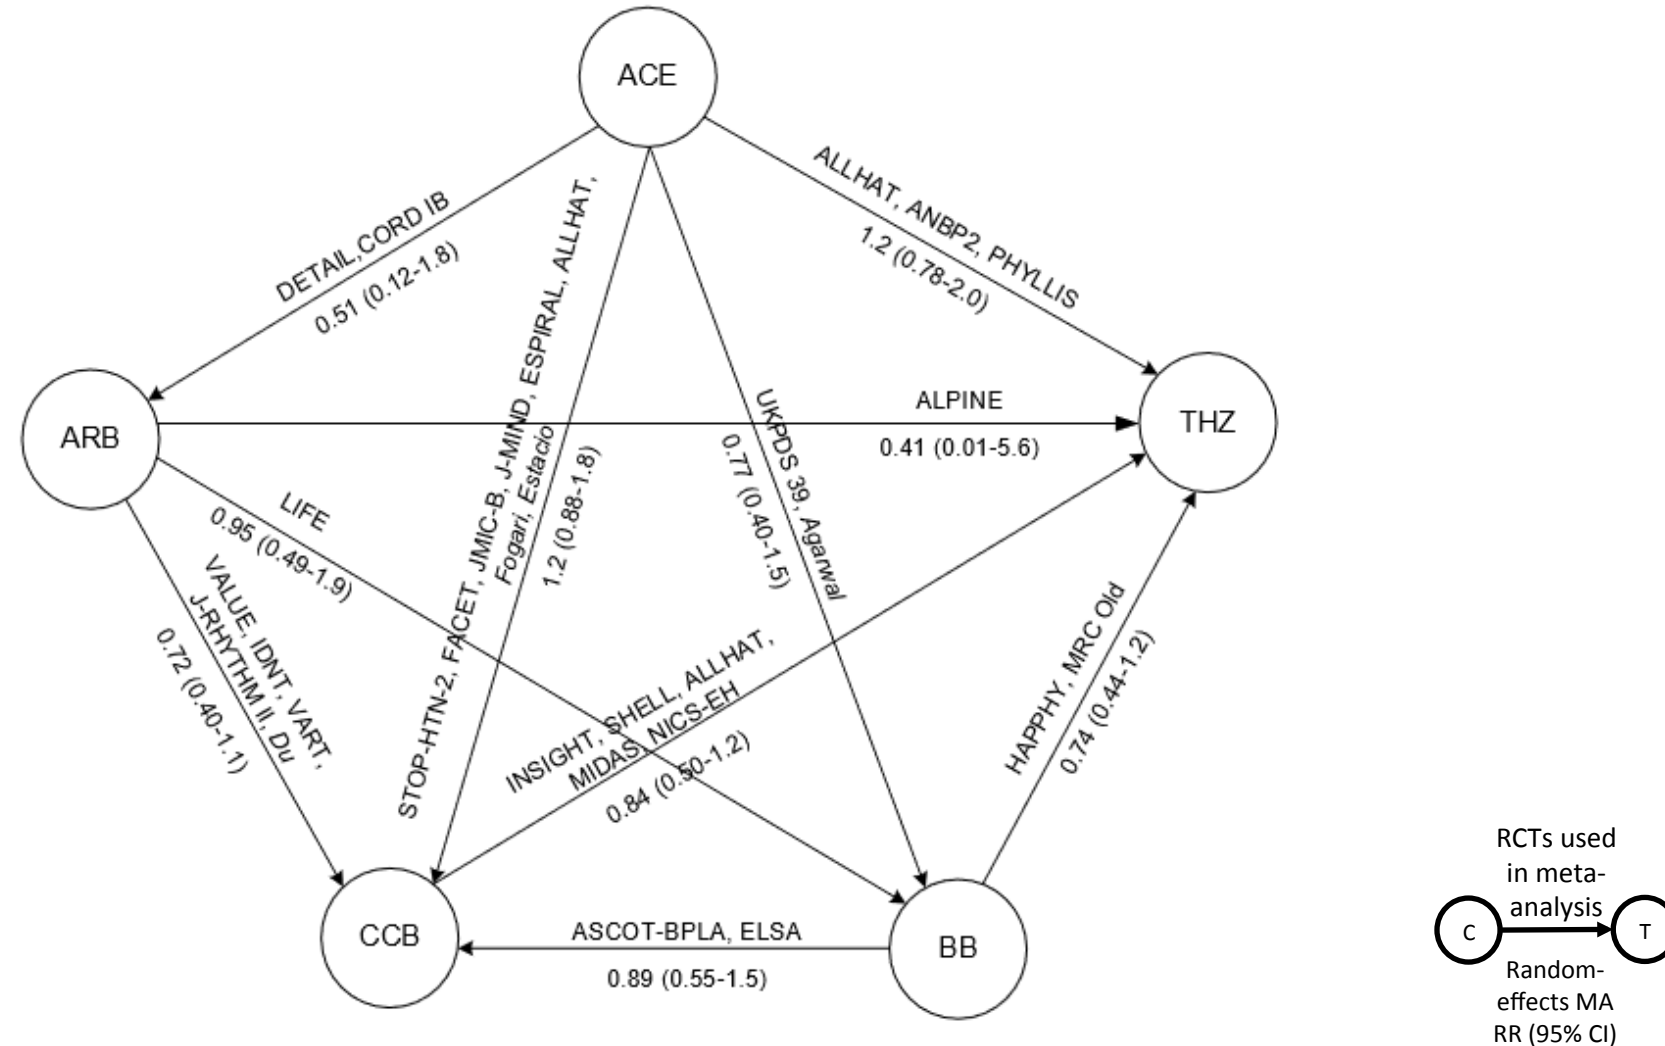 ACE
ALLHAT, ANBP2, PHYLLIS
1.2 (0.78-2.0)
DETAIL,CORD IB
0.51 (0.12-1.8)
STOP-HTN-2, FACET, JMIC-B, J-MIND, ESPIRAL, ALLHAT,
Fogari, Estacio
1.2 (0.88-1.8)
UKPDS 39, Agarwal
0.77 (0.40-1.5)
ARB
ALPINE
0.41 (0.01-5.6)
THZ
LIFE
0.95 (0.49-1.9)
VALUE, IDNT, VART,
J-RHYTHM II, Du
0.72 (0.40-1.1)
INSIGHT, SHELL, ALLHAT,
MIDAS, NICS-EH
0.84 (0.50-1.2)
HAPPHY, MRC Old
0.74 (0.44-1.2)
CCB
ASCOT-BPLA, ELSA
0.89 (0.55-1.5)
BB
RCTs used
in meta-
analysis
C
T
Random-
effects MA
RR (95% CI)